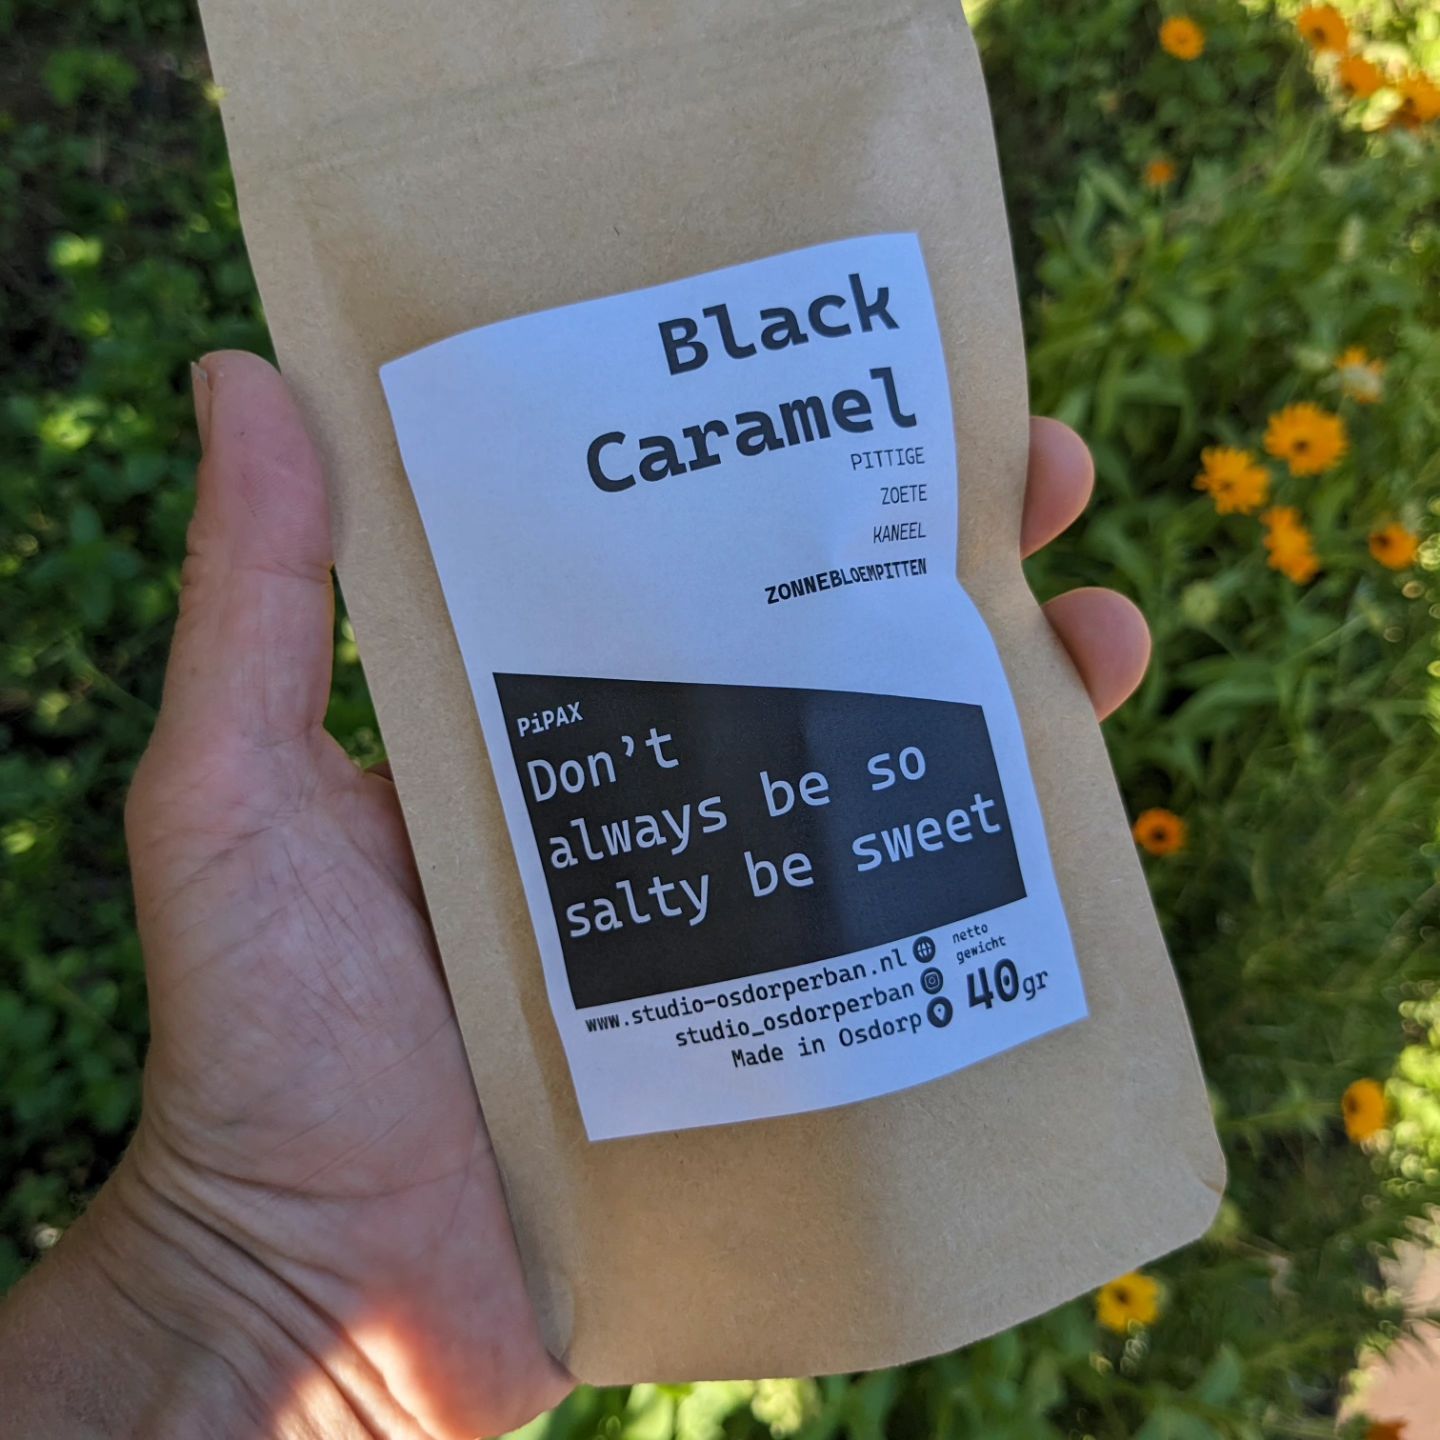 Black
Caramel
PITTIGE
ZOETE
KANEEL
ZONNEBLOEMPITTEN
PiPAX
Don't
always be so
salty be sweet
www.studio-osdorperban.nl
studio_osdorperban
Made in Osdorp
netto
gewicht
40gr